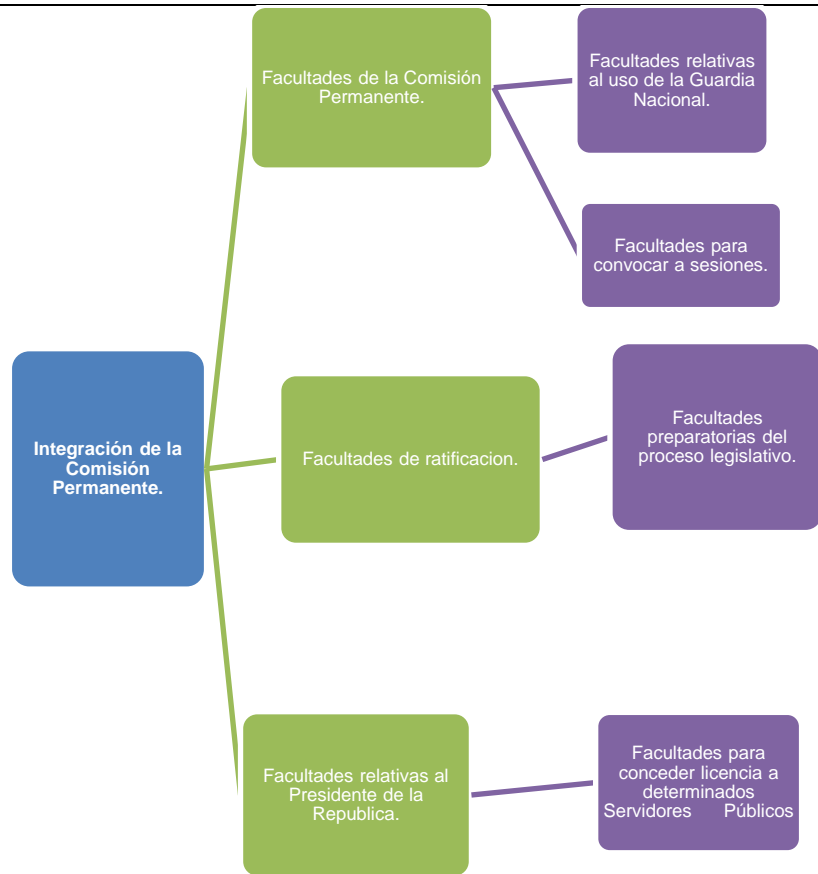 Facultades de la Comisión
Permanente.
Facultades relativas
al uso de la Guardia
Nacional.
Facultades para
convocar a sesiones.
Integración de la
Comisión
Permanente.
Facultades de ratificacion.
Facultades
preparatorias del
proceso legislativo.
Facultades relativas al
Presidente de la
Republica.
Facultades para
conceder licencia a
determinados
Servidores Públicos